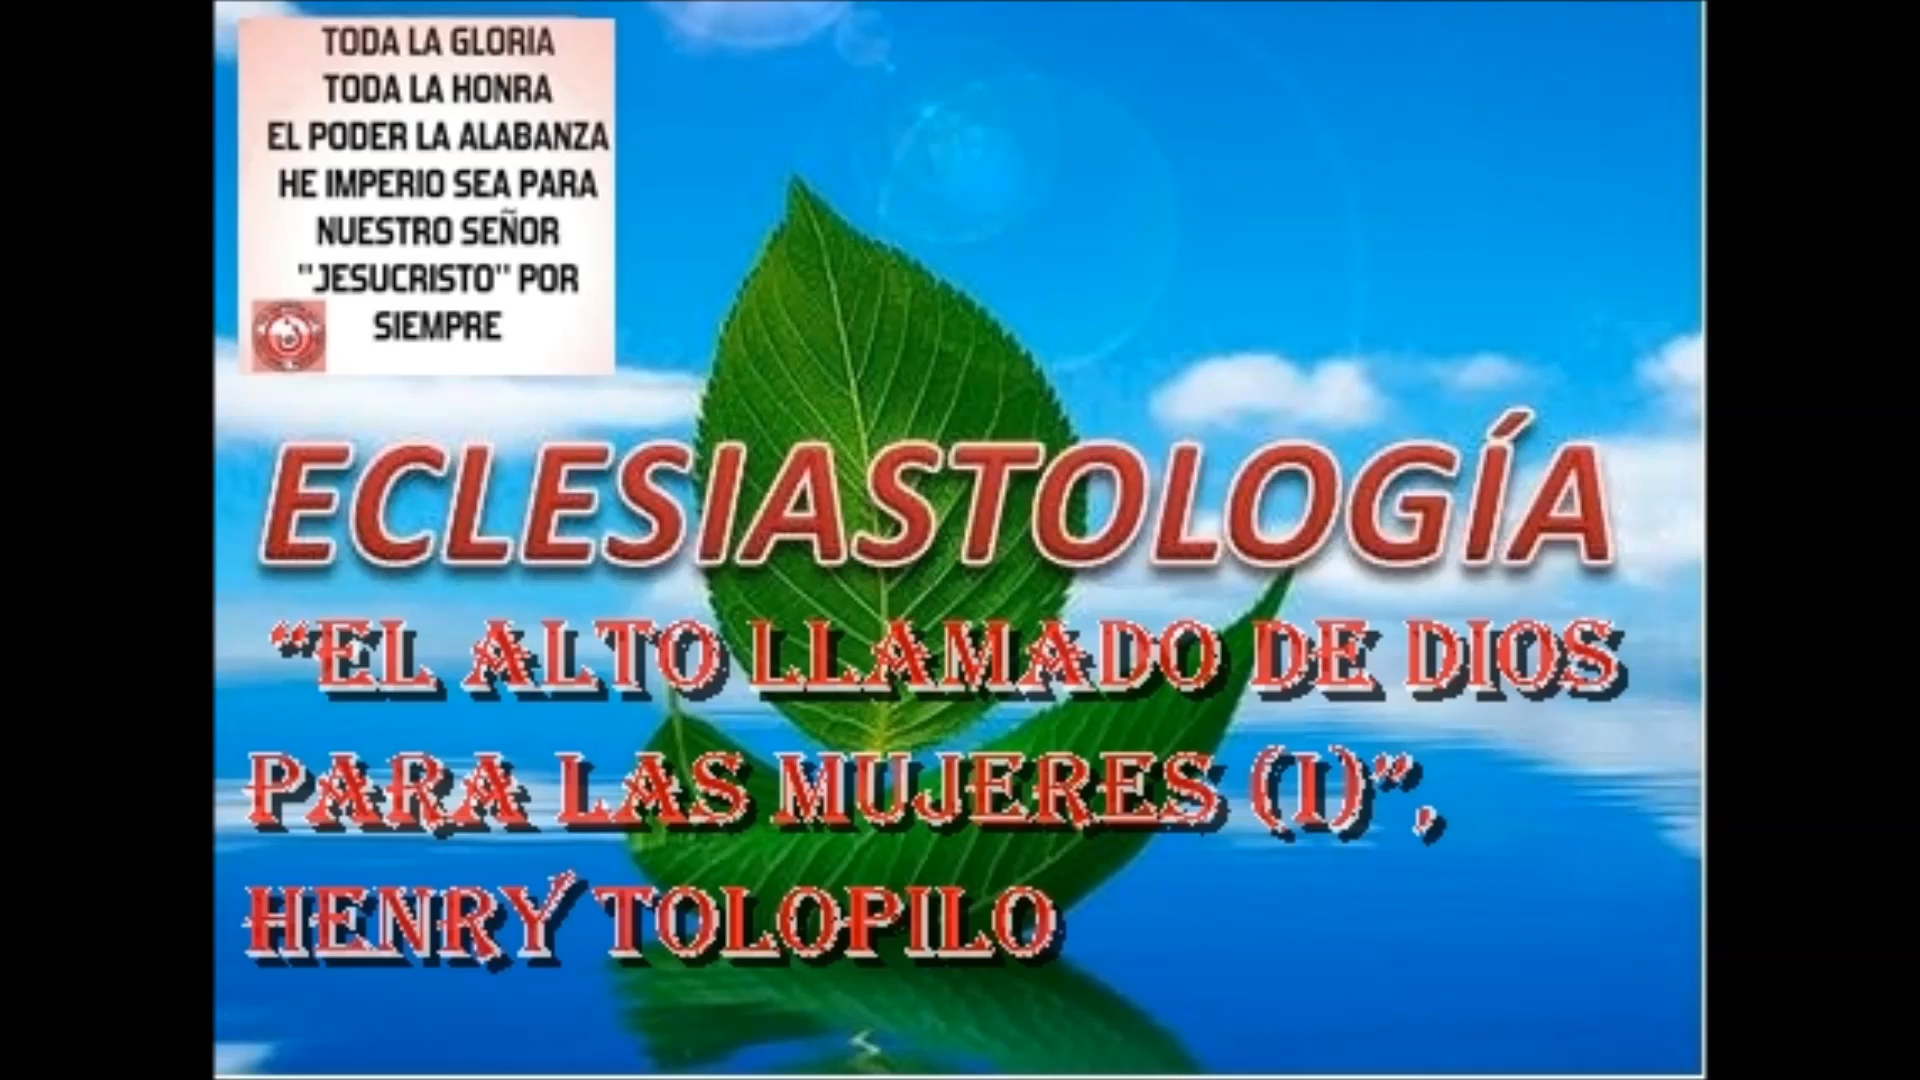 TODA LA GLORIA
TODA LA HONRA
EL PODER LA ALABANZA
HE IMPERIO SEA PARA
NUESTRO SEÑOR
"JESUCRISTO" POR
SIEMPRE
ECLESIASTOLOGÍA
“EL ALTO LLAMADO DE DIOS
PARA LAS MUJERES (I)”,
HENRY TOLOPILO